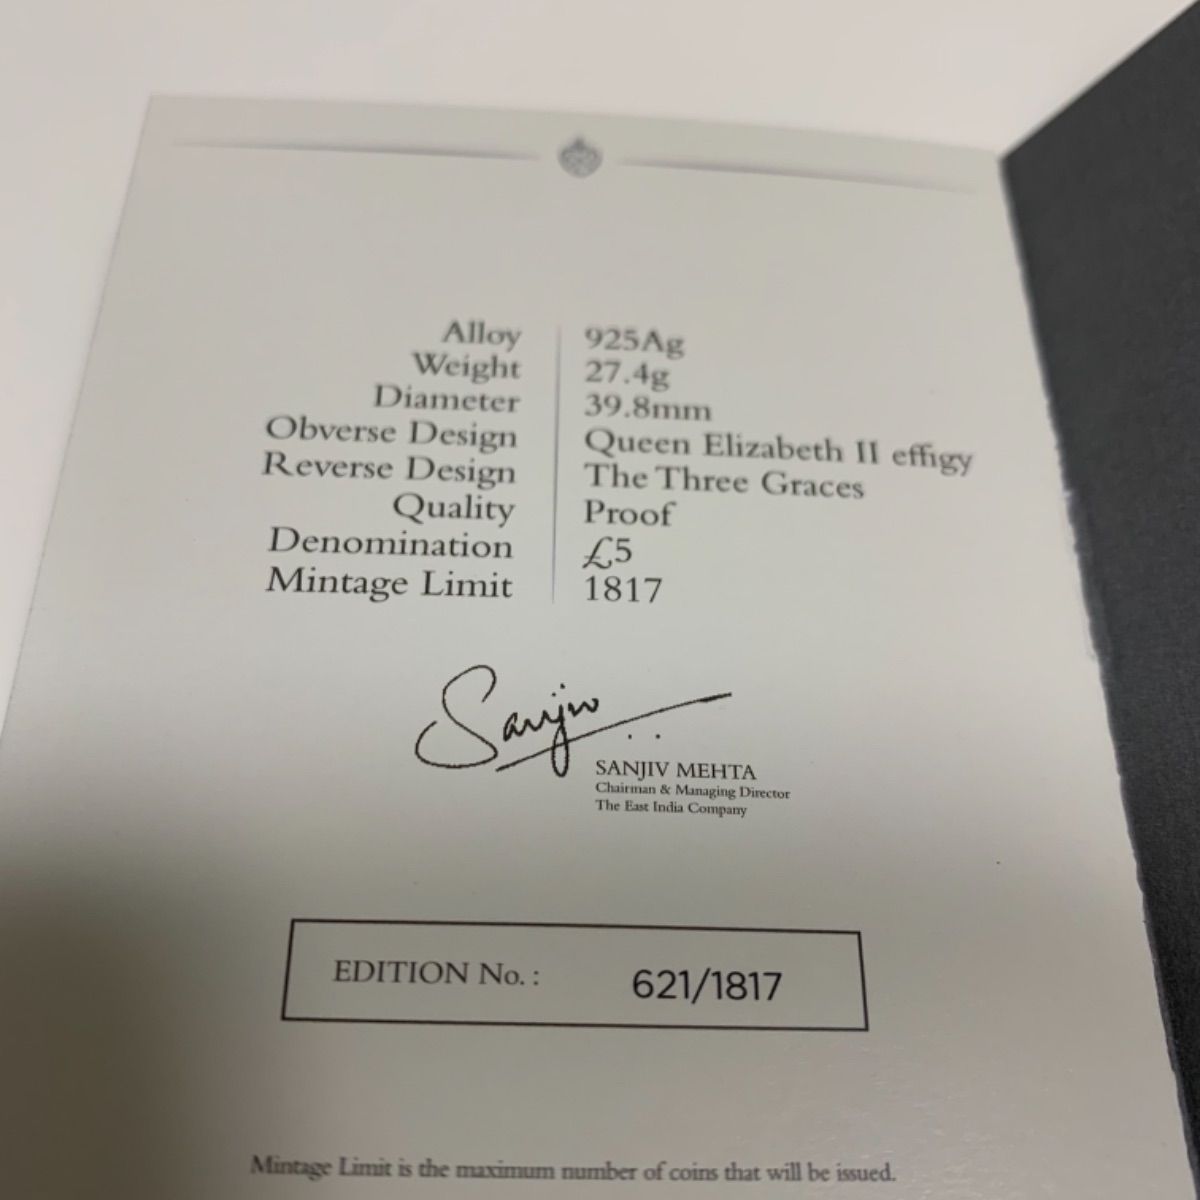 Alloy 925Ag
Weight 27.4g
Diameter 39.8mm
Obverse Design Queen Elizabeth II effigy
Reverse Design The Three Graces
Quality Proof
Denomination £5
Mintage Limit 1817
Sanjiv
SANJIV MEHTA
Chairman & Managing Director
The East India Company
EDITION No. : 621/1817
Mintage Limit is the maximum number of coins that will be issued.